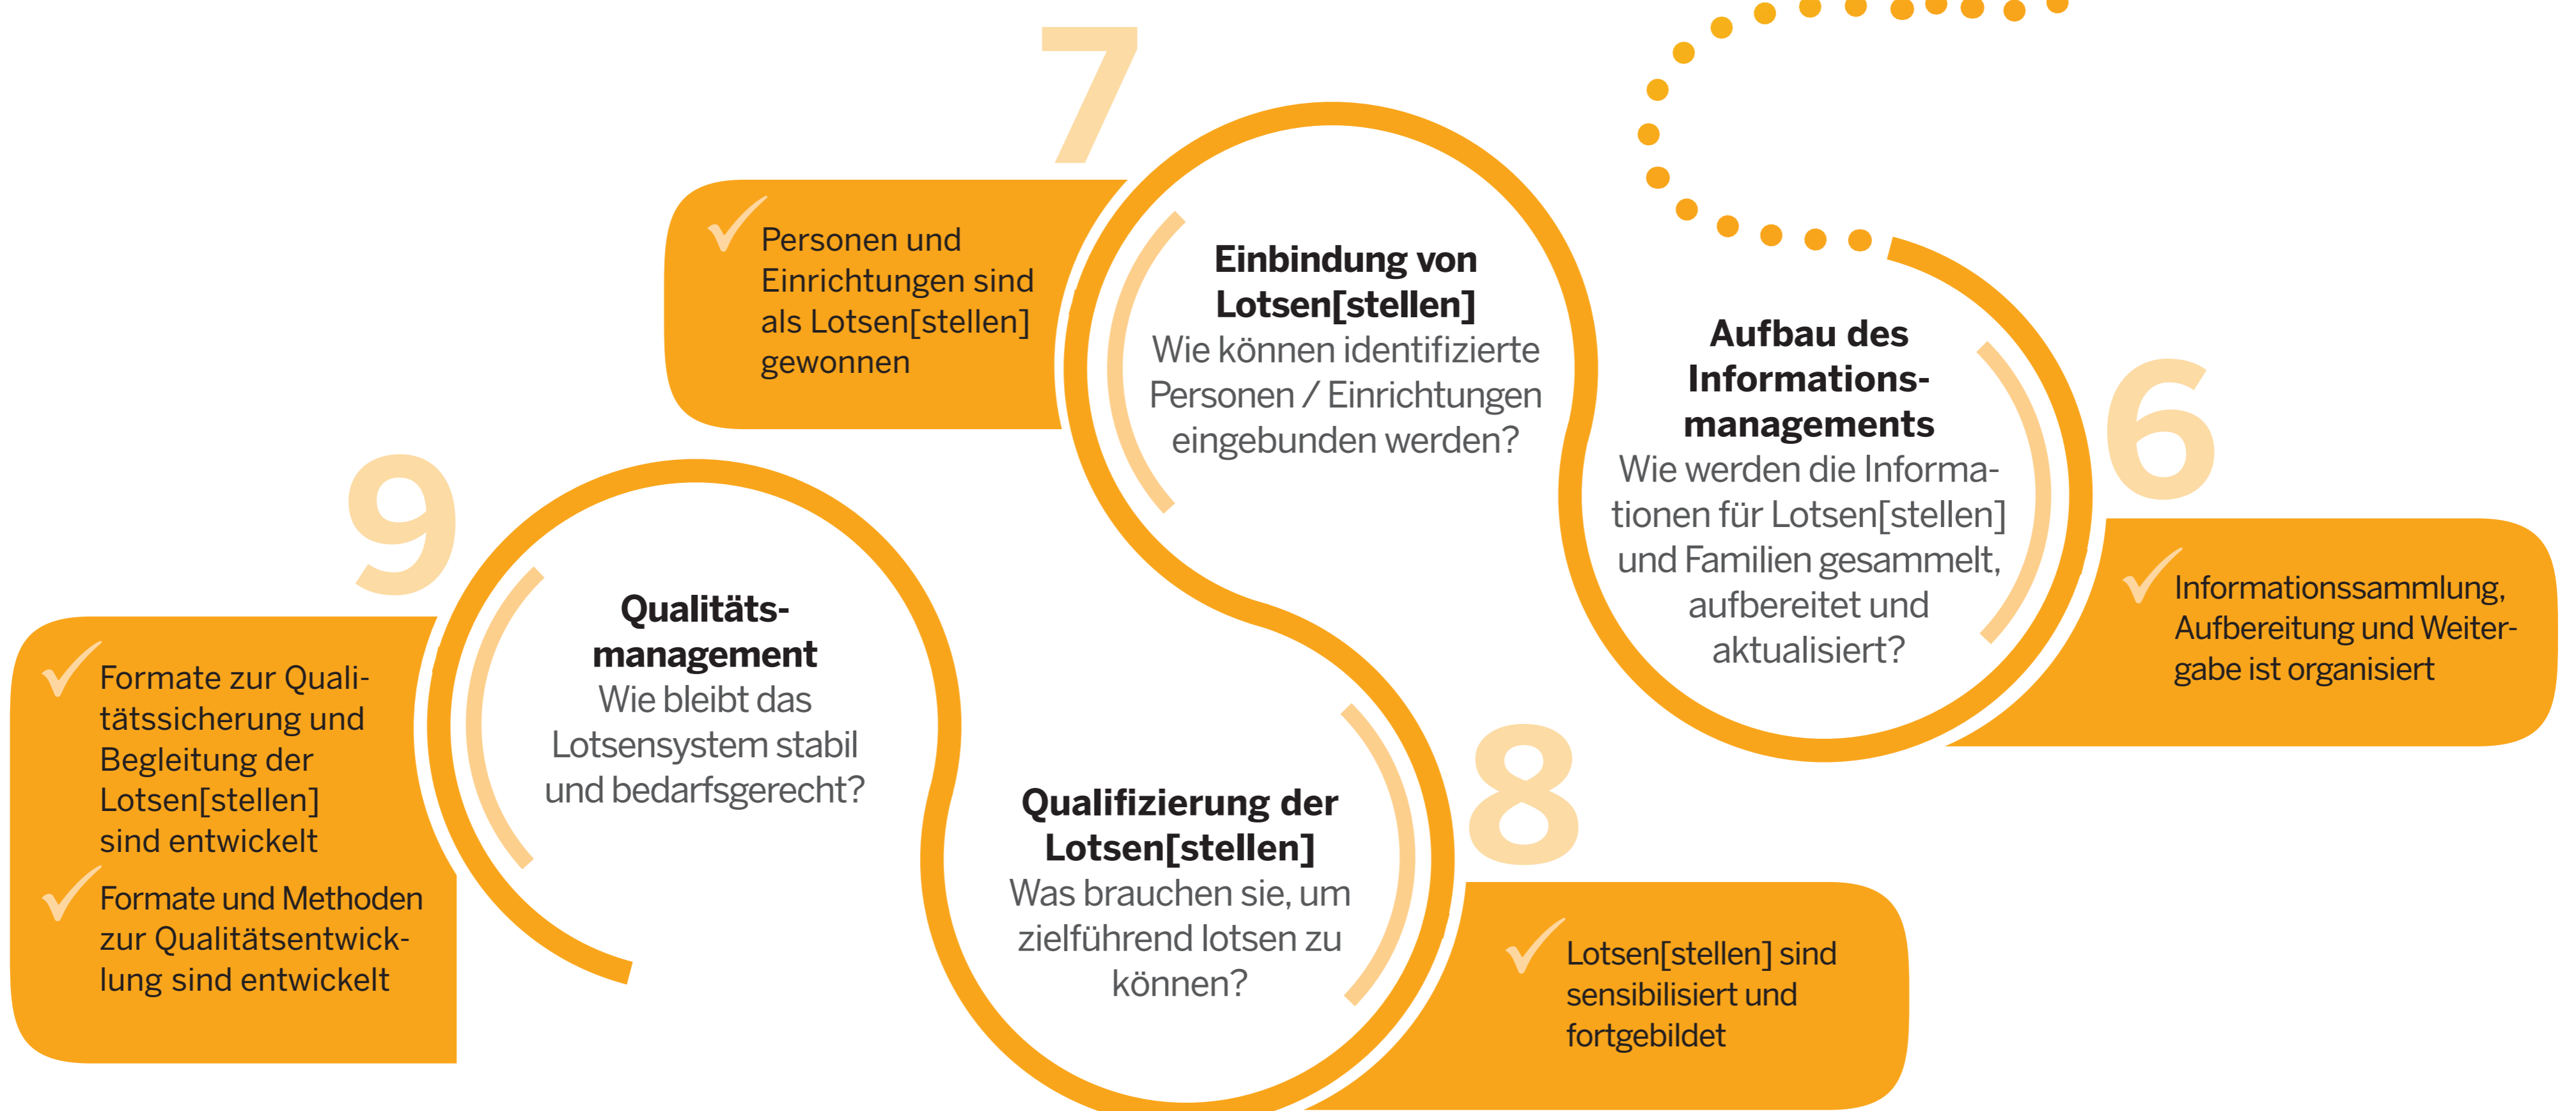 7
Personen und
Einrichtungen sind
als Lotsen[stellen]
gewonnen
Einbindung von
Lotsen[stellen]
Wie können identifizierte
Personen / Einrichtungen
eingebunden werden?
Aufbau des
Informations-
managements
Wie werden die Informa-
tionen für Lotsen[stellen]
und Familien gesammelt,
aufbereitet und
aktualisiert?
6
Informationssammlung,
Aufbereitung und Weiter-
gabe ist organisiert
9
Formate zur Quali-
tätssicherung und
Begleitung der
Lotsen[stellen]
sind entwickelt
Formate und Methoden
zur Qualitätsentwick-
lung sind entwickelt
Qualitäts-
management
Wie bleibt das
Lotsensystem stabil
und bedarfsgerecht?
Qualifizierung der
Lotsen[stellen]
Was brauchen sie, um
zielführend lotsen zu
können?
8
Lotsen[stellen] sind
sensibilisiert und
fortgebildet